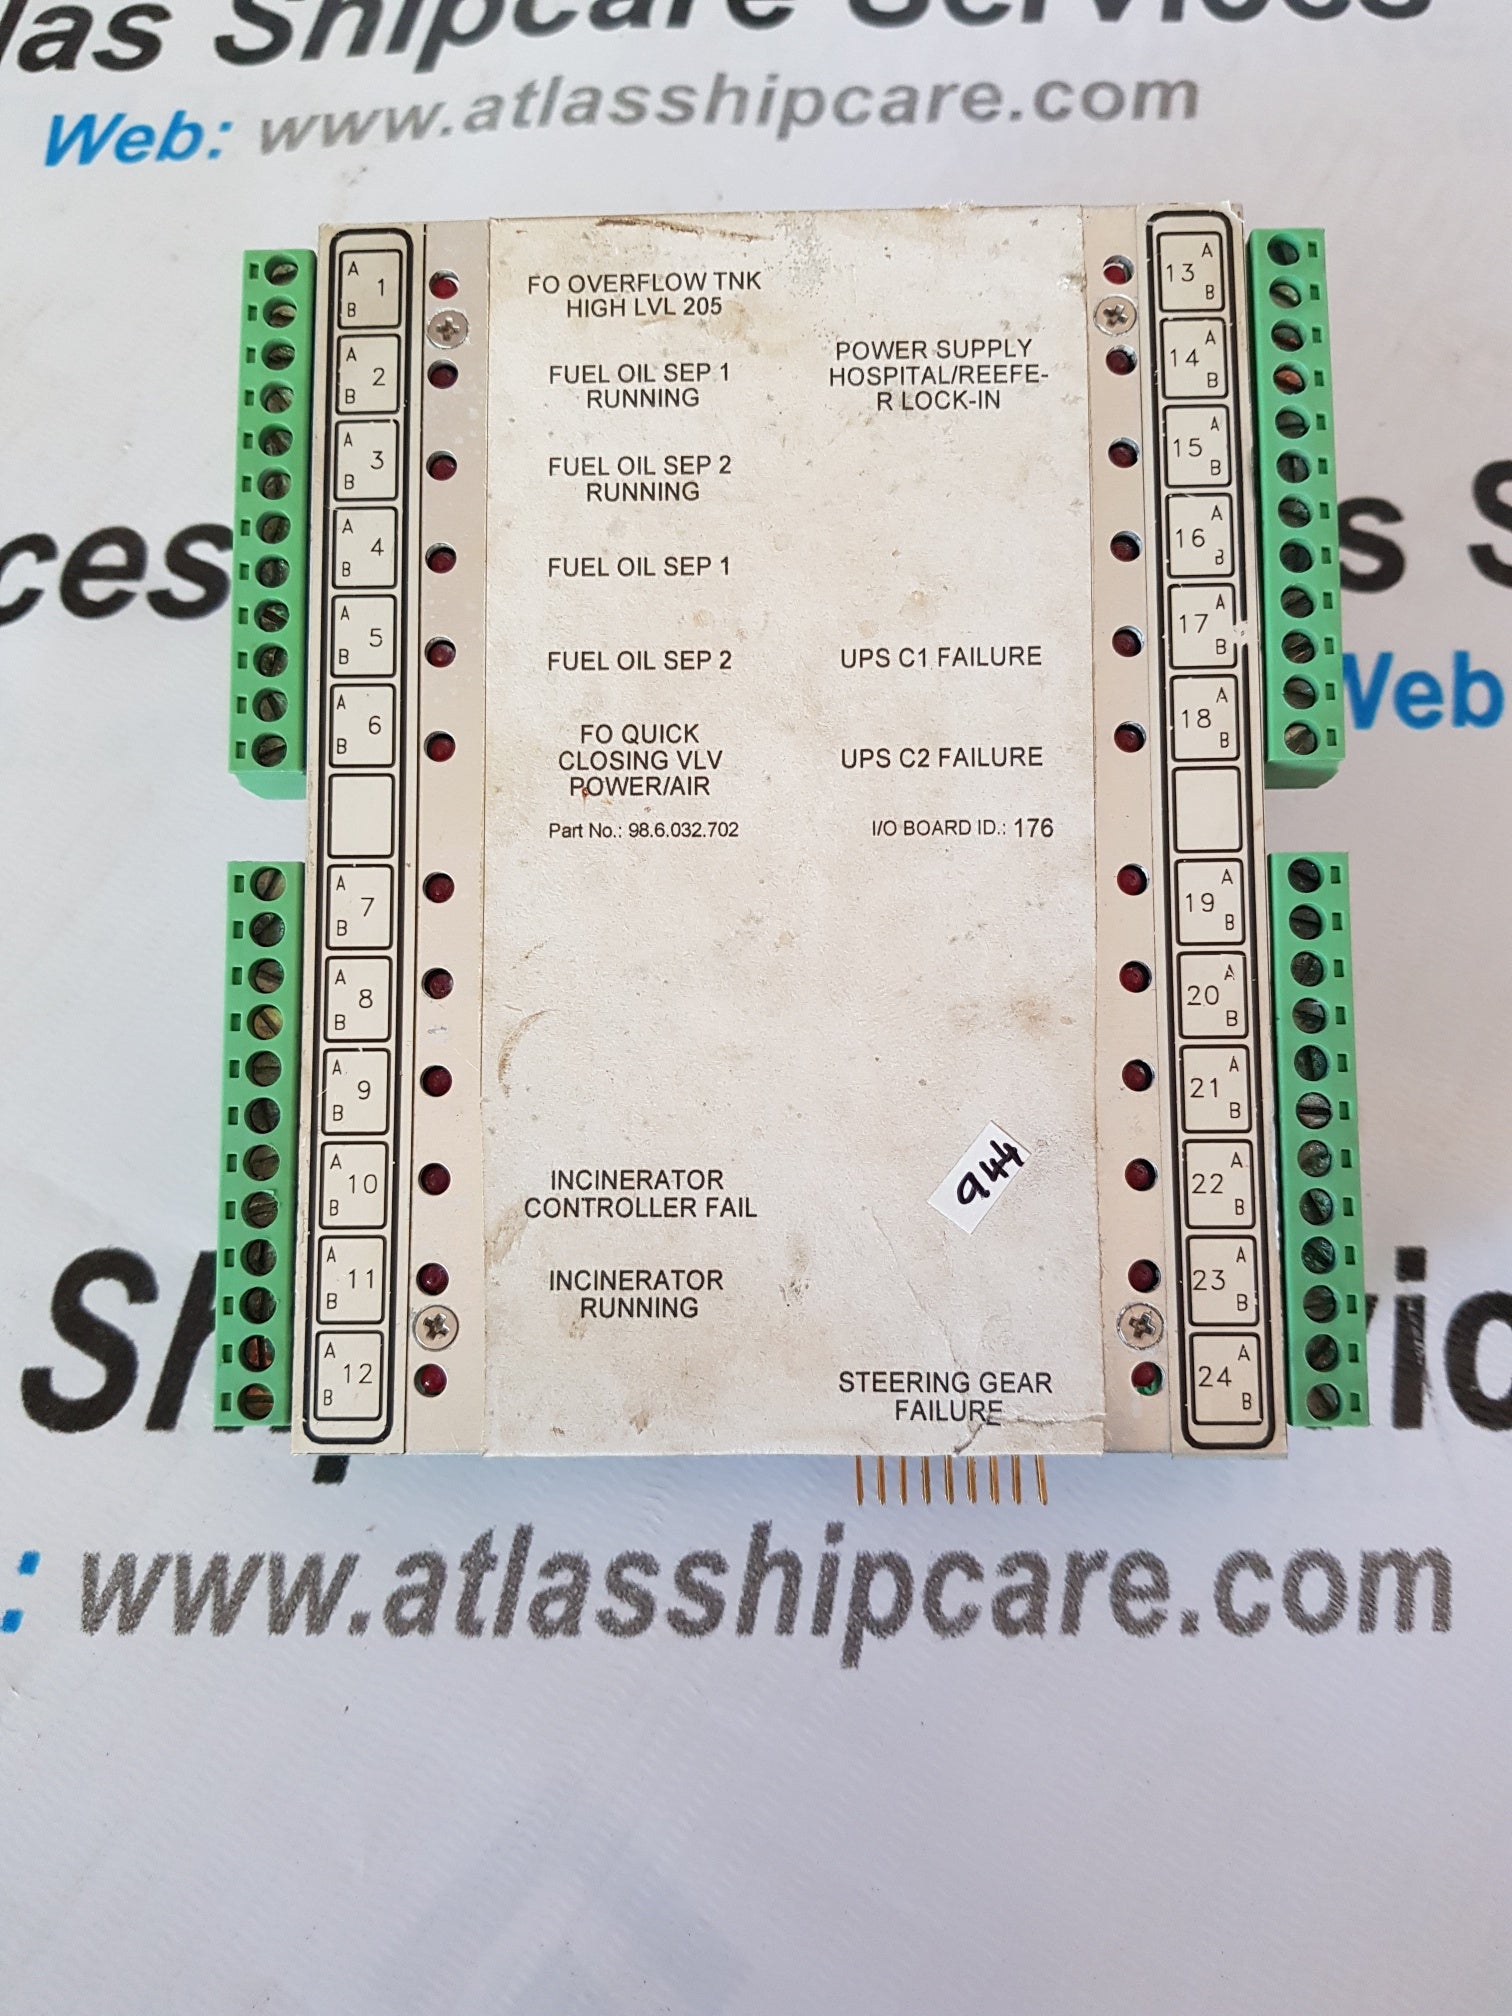 las Shipcare Services
Web: www.atlasshipcare.com
A 1 B
A 2 B
A 3 B
A 4 B
A 5 B
A 6 B
A 7 B
A 8 B
A 9 B
A 10 B
A 11 B
A 12 B
FO OVERFLOW TNK
HIGH LVL 205
FUEL OIL SEP 1
RUNNING
FUEL OIL SEP 2
RUNNING
FUEL OIL SEP 1
FUEL OIL SEP 2
FO QUICK
CLOSING VLV
POWER/AIR
Part No.: 98.6.032.702
INCINERATOR
CONTROLLER FAIL
INCINERATOR
RUNNING
POWER SUPPLY
HOSPITAL/REEFE-
R LOCK-IN
UPS C1 FAILURE
UPS C2 FAILURE
I/O BOARD ID.: 176
944
STEERING GEAR
FAILURE
13 A B
14 A B
15 A B
16 A B
17 A B
18 A B
19 A B
20 A B
21 A B
22 A B
23 A B
24 A B
ces
s S
Web
Sh
vic
: www.atlasshipcare.com